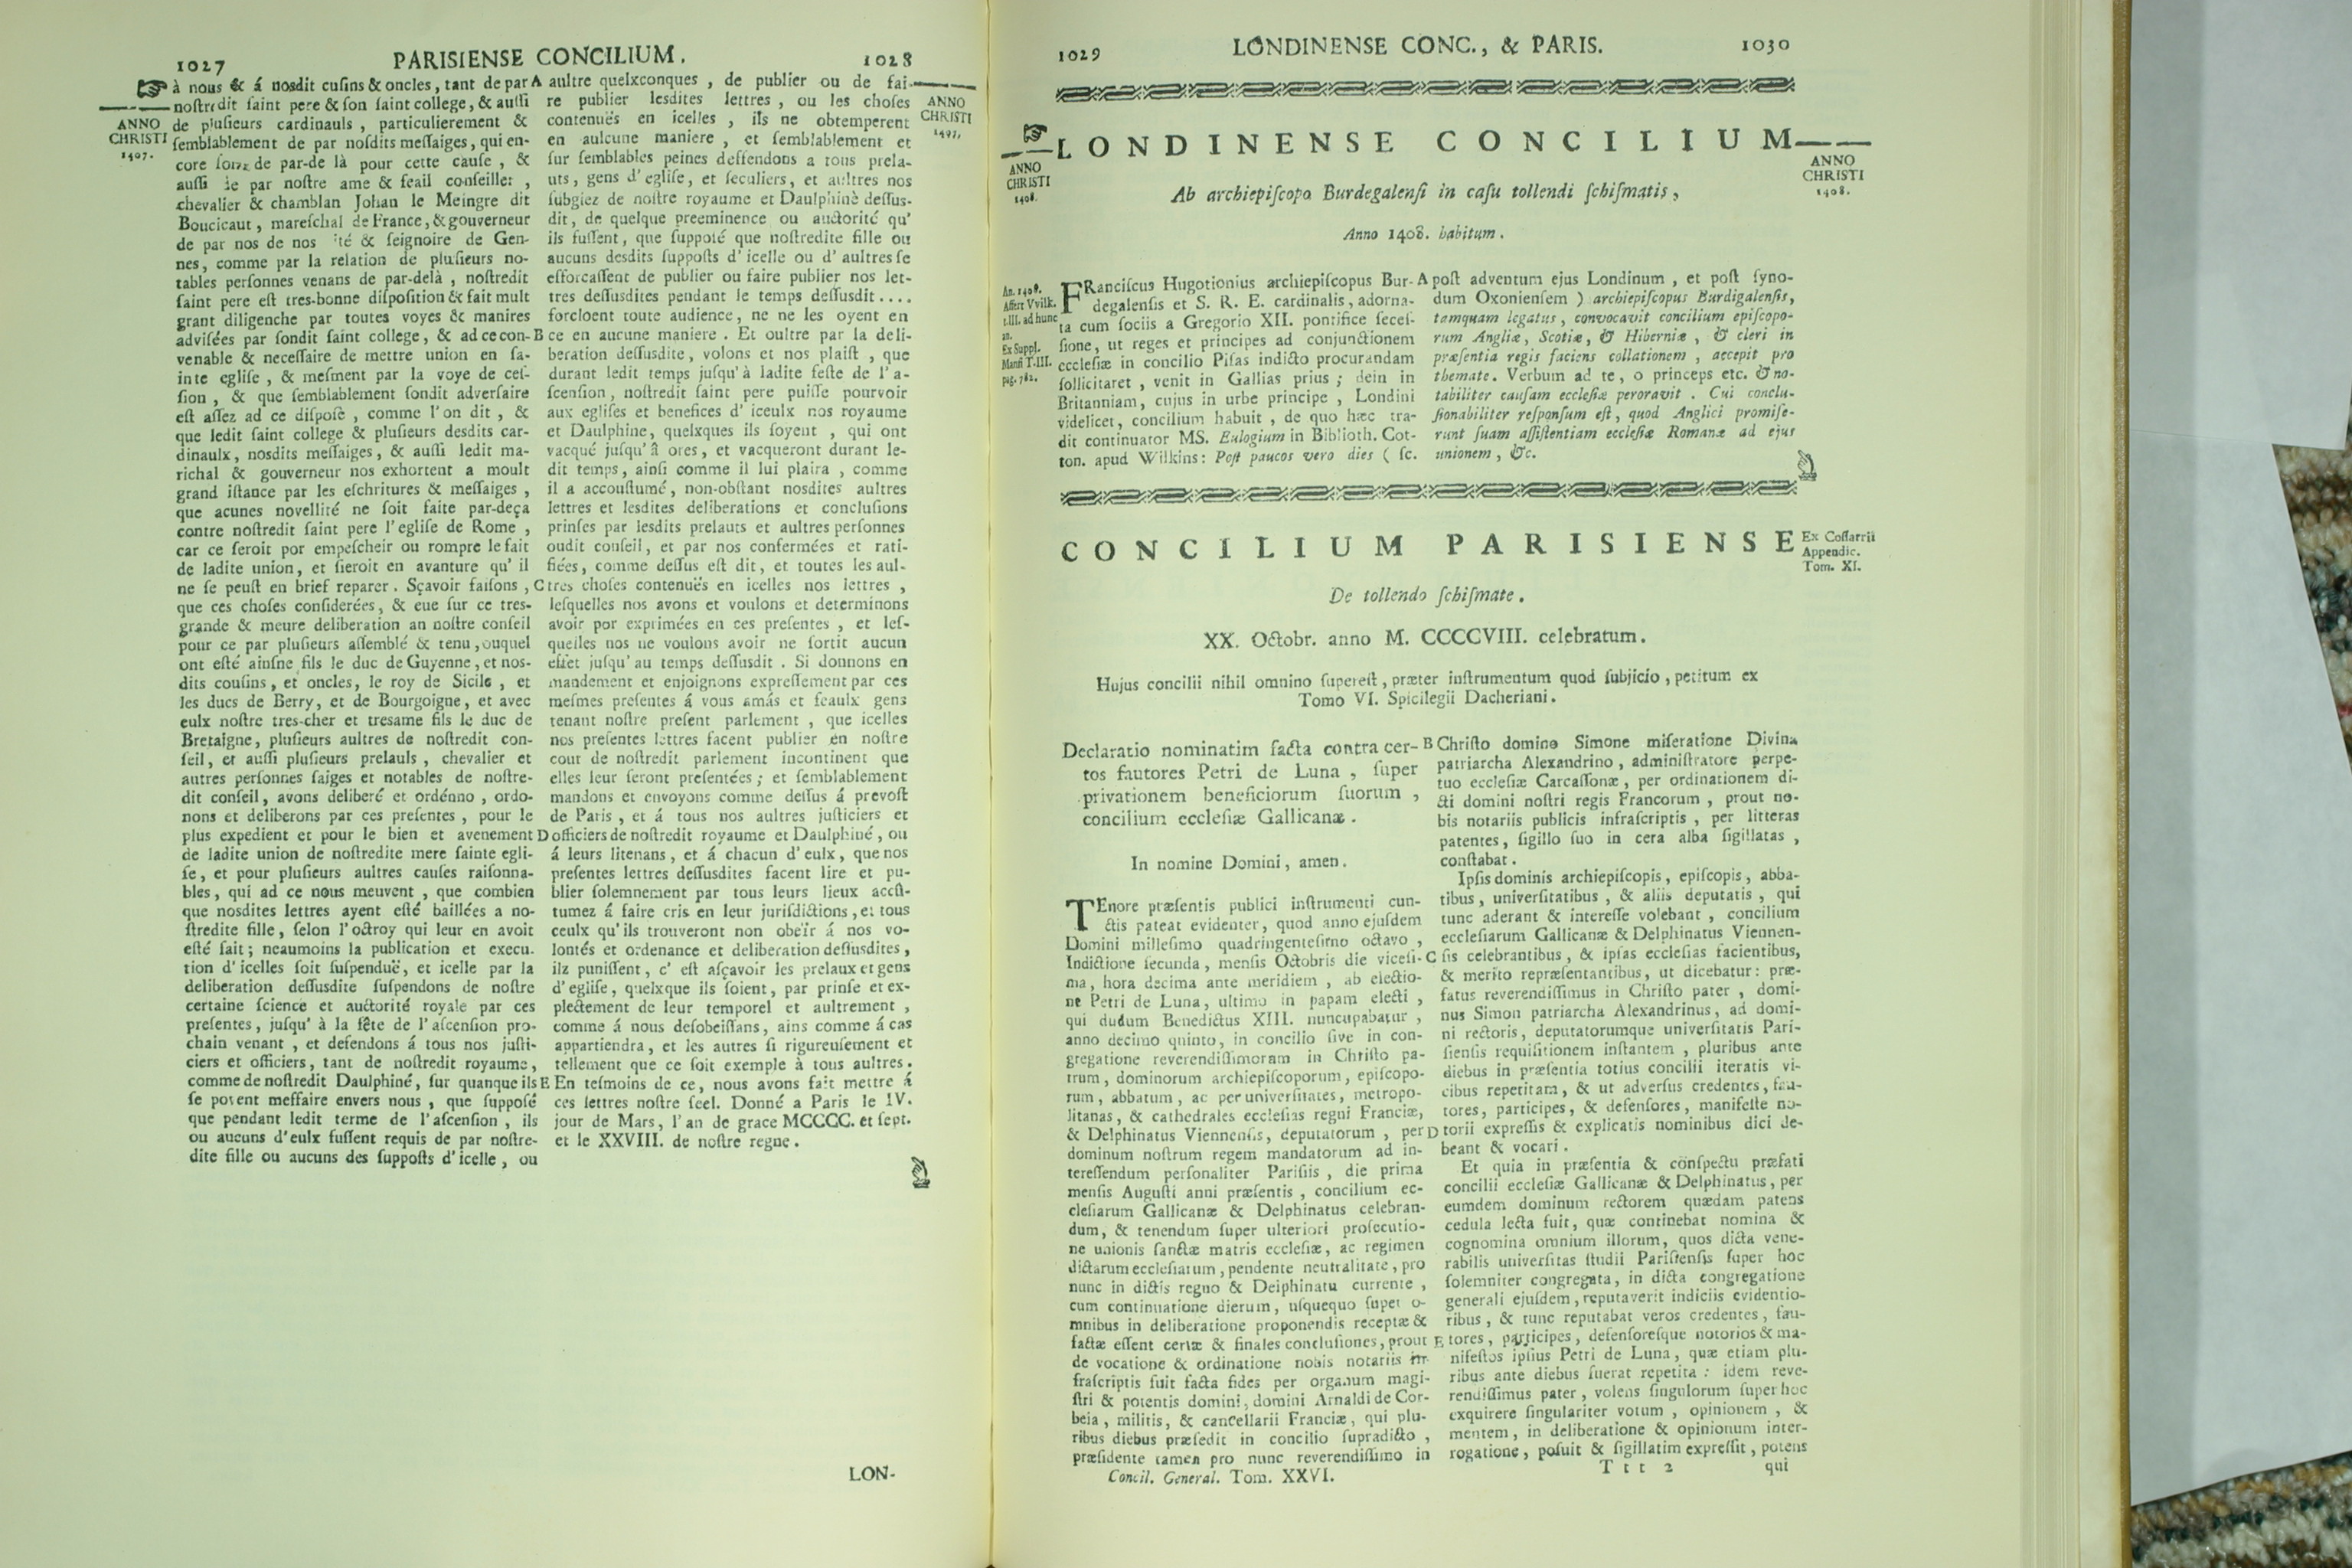 1027 PARISIENSE CONCILIUM. 1028
ANNO
CHRISTI
1407.
à nous & á nosdit cuſins & oncles, tant de par
noſtredit ſaint pere & ſon ſaint college, & auſſi
de pluſieurs cardinauls, particulierement &
ſemblablement de par noſdits meſſaiges, qui en-
core de par-de là pour cette cauſe, &
auſſi de par noſtre ame & feail conſeiller,
chevalier & chamblan Johan le Meingre dit
Boucicaut, mareſchal de France, & gouverneur
de par nos de nos & ſeignoire de Gen-
nes, comme par la relation de pluſieurs no-
tables perſonnes venans de par-delà, noſtredit
ſaint pere eſt tres-bonne diſpoſition & fait mult
grant diligenche par toutes voyes & manires
adviſées par ſondit ſaint college, & ad ce con-
venable & neceſſaire de mettre union en ſa-
inte egliſe, & meſment par la voye de ceſ-
ſion, & que ſemblablement ſondit adverſaire
eſt aſſez ad ce diſpoſé, comme l'on dit, &
que ledit ſaint college & pluſieurs desdits car-
dinaulx, nosdits meſſaiges, & auſſi ledit ma-
richal & gouverneur nos exhortent a moult
grand iſtance par les eſchritures & meſſaiges,
que acunes novellité ne ſoit faite par-deça
contre noſtredit ſaint pere l'egliſe de Rome,
car ce ſeroit por empeſcheir ou rompre le fait
de ladite union, et ſieroit en avanture qu'il
ne ſe peuſt en brief reparer. Sçavoir faiſons,
que ces choſes conſiderées, & eue ſur ce tres-
grande & meure deliberation an noſtre conſeil
pour ce par pluſieurs aſſemblé & tenu, ouquel
ont eſté ainſne fils le duc de Guyenne, et nos-
dits couſins, et oncles, le roy de Sicile, et
les ducs de Berry, et de Bourgoigne, et avec
eulx noſtre tres-cher et tresame fils le duc de
Bretaigne, pluſieurs aultres de noſtredit con-
ſeil, et auſſi pluſieurs prelauls, chevalier et
autres perſonnes ſaiges et notables de noſtre-
dit conſeil, avons deliberé et ordénno, ordo-
nons et deliberons par ces preſentes, pour le
plus expedient et pour le bien et avenement
de ladite union de noſtredite mere ſainte egli-
ſe, et pour pluſieurs aultres cauſes raiſonna-
bles, qui ad ce nous meuvent, que combien
que nosdites lettres ayent eſté baillées a no-
ſtredite fille, ſelon l'octroy qui leur en avoit
eſté fait; neaumoins la publication et execu.
tion d'icelles ſoit ſuſpenduë, et icelle par la
deliberation deſſusdite ſuſpendons de noſtre
certaine ſcience et auctorité royale par ces
preſentes, juſqu'à la fête de l'aſcenſion pro-
chain venant, et defendons á tous nos juſti-
ciers et officiers, tant de noſtredit royaume,
comme de noſtredit Daulphiné, ſur quanque ils
ſe potent meffaire envers nous, que ſuppoſé
que pendant ledit terme de l'aſcenſion, ils
ou aucuns d'eulx fuſſent requis de par noſtre-
dite fille ou aucuns des ſuppoſts d'icelle, ou
A
B
C
D
E
aultre quelxconques, de publier ou de fai-
re publier lesdites lettres, ou les choſes
contenuës en icelles, ils ne obtemperent
en aulcune maniere, et ſemblablement et
ſur ſemblables peines deſſendons a tous prela-
uts, gens d'egliſe, et ſeculiers, et aultres nos
ſubgiez de noſtre royaume et Daulphinè deſſus-
dit, de quelque preeminence ou auctorité qu'
ils fuſſent, que ſuppoſé que noſtredite fille ou
aucuns desdits ſuppoſts d'icelle ou d'aultres ſe
eſforcaſſent de publier ou faire publier nos let-
tres deſſusdites pendant le temps deſſusdit....
forcloent toute audience, ne ne les oyent en
ce en aucune maniere. Et oultre par la deli-
beration deſſusdite, volons et nos plaiſt, que
durant ledit temps juſqu'à ladite feſte de l'a-
ſcenſion, noſtredit ſaint pere puiſſe pourvoir
aux egliſes et benefices d'iceulx nos royaume
et Daulphine, quelxques ils ſoyent, qui ont
vacqué juſqu'â ores, et vacqueront durant le-
dit temps, ainſi comme il lui plaira, comme
il a accouſtumé, non-obſtant nosdites aultres
lettres et lesdites deliberations et concluſions
prinſes par lesdits prelauts et aultres perſonnes
oudit conſeil, et par nos confermées et rati-
fiées, comme deſſus eſt dit, et toutes les aul-
tres choſes contenuës en icelles nos lettres,
leſquelles nos avons et voulons et determinons
avoir por exprimées en ces preſentes, et leſ-
quelles nos ne voulons avoir ne ſortit aucun
effet juſqu'au temps deſſusdit. Si donnons en
mandement et enjoignons expreſſement par ces
meſmes preſentes á vous amás et feaulx gens
tenant noſtre preſent parlement, que icelles
nos preſentes lettres facent publier en noſtre
cour de noſtredit parlement incontinent que
elles leur ſeront preſentées; et ſemblablement
mandons et envoyons comme deſſus á prevoſt
de Paris, et á tous nos aultres juſticiers et
officiers de noſtredit royaume et Daulphiné, ou
á leurs litenans, et á chacun d'eulx, que nos
preſentes lettres deſſusdites facent lire et pu-
blier ſolemnement par tous leurs lieux accſt-
tumez á faire cris en leur jurisdictions, et tous
ceulx qu'ils trouveront non obeïr á nos vo-
lontés et ordenance et deliberation deſſusdites,
ilz puniſſent, c'eſt aſçavoir les prelaux et gens
d'egliſe, quelxque ils ſoient, par prinſe et ex-
plectement de leur temporel et aultrement,
comme á nous deſobeiſſans, ains comme á cas
appartiendra, et les autres ſi rigureuſement et
tellement que ce ſoit exemple à tous aultres.
En teſmoins de ce, nous avons fait mettre á
ces lettres noſtre ſeel. Donné a Paris le IV.
jour de Mars, l'an de grace MCCCC. et ſept.
et le XXVIII. de noſtre regne.
ANNO
CHRISTI
1407.
LON-
1029 LONDINENSE CONC., & PARIS. 1030
LONDINENSE CONCILIUM
ANNO
CHRISTI
1408.
ANNO
CHRISTI
1408.
Ab archiepiſcopo Burdegalenſi in caſu tollendi ſchiſmatis,
Anno 1408. habitum.
An. 1408.
Affert VVilk.
t.III. ad hunc
an.
Ex Suppl.
Manſi T.III.
pag. 782.
FRanciſcus Hugotionius archiepiſcopus Bur-
degalenſis et S. R. E. cardinalis, adorna-
ta cum ſociis a Gregorio XII. pontifice ſeceſ-
ſione, ut reges et principes ad conjunctionem
eccleſiæ in concilio Piſas indicto procurandam
ſollicitaret, venit in Gallias prius; dein in
Britanniam, cujus in urbe principe, Londini
videlicet, concilium habuit, de quo hæc tra-
dit continuator MS. Eulogium in Biblioth. Cot-
ton. apud Wilkins: Poſt paucos vero dies (ſc.
A
poſt adventum ejus Londinum, et poſt ſyno-
dum Oxonienſem) archiepiſcopus Burdigalenſis,
tamquam legatus, convocavit concilium epiſcopo-
rum Angliæ, Scotiæ, & Hiberniæ, & cleri in
præſentia regis faciens collationem, accepit pro
themate. Verbum ad te, o princeps etc. & no-
tabiliter cauſam eccleſiæ peroravit. Cui conclu-
ſionabiliter reſponſum eſt, quod Anglici promiſe-
runt ſuam aſſiſtentiam eccleſiæ Romanæ ad ejus
unionem, &c.
CONCILIUM PARISIENSE
Ex Coſſarrii
Appendic.
Tom. XI.
De tollendo ſchiſmate.
XX. Octobr. anno M. CCCCVIII. celebratum.
Hujus concilii nihil omnino ſupereſt, præter inſtrumentum quod ſubjicio, petitum ex
Tomo VI. Spicilegii Dacheriani.
Declaratio nominatim facta contra cer-
tos fautores Petri de Luna, ſuper
privationem beneficiorum ſuorum,
concilium eccleſiæ Gallicanæ.
In nomine Domini, amen.
TEnore præſentis publici inſtrumenti cun-
ctis pateat evidenter, quod anno ejuſdem
Domini milleſimo quadringenteſimo octavo,
Indictione ſecunda, menſis Octobris die viceſi-
ma, hora decima ante meridiem, ab electio-
ne Petri de Luna, ultimo in papam electi,
qui dudum Benedictus XIII. nuncupabatur,
anno decimo quinto, in concilio ſive in con-
gregatione reverendiſſimoram in Chriſto pa-
trum, dominorum archiepiſcoporum, epiſcopo-
rum, abbatum, ac per univerſitates, metropo-
litanas, & cathedrales eccleſias regni Franciæ,
& Delphinatus Viennenſis, deputatorum, per
dominum noſtrum regem mandatorum ad in-
tereſſendum perſonaliter Pariſiis, die prima
menſis Auguſti anni præſentis, concilium ec-
cleſiarum Gallicanæ & Delphinatus celebran-
dum, & tenendum ſuper ulteriori proſecutio-
ne unionis ſanctæ matris eccleſiæ, ac regimen
dictarum eccleſiarum, pendente neutralitate, pro
nunc in dictis regno & Delphinatu currente,
cum continuatione dierum, uſquequo ſuper o-
mnibus in deliberatione proponendis receptæ &
factæ eſſent certæ & finales concluſiones, prout
de vocatione & ordinatione nobis notariis in-
fraſcriptis fuit facta fides per organum magi-
ſtri & potentis domini, domini Arnaldi de Cor-
beia, militis, & cancellarii Franciæ, qui plu-
ribus diebus præſedit in concilio ſupradicto,
præſidente tamen pro nunc reverendiſſimo in
B
C
D
E
Chriſto domino Simone miſeratione Divina
patriarcha Alexandrino, adminiſtratore perpe-
tuo eccleſiæ Carcaſſonæ, per ordinationem di-
cti domini noſtri regis Francorum, prout no-
bis notariis publicis infraſcriptis, per litteras
patentes, ſigillo ſuo in cera alba ſigillatas,
conſtabat.
Ipſis dominis archiepiſcopis, epiſcopis, abba-
tibus, univerſitatibus, & aliis deputatis, qui
tunc aderant & intereſſe volebant, concilium
eccleſiarum Gallicanæ & Delphinatus Viennen-
ſis celebrantibus, & ipſas eccleſias facientibus,
& merito repræſentantibus, ut dicebatur: præ-
fatus reverendiſſimus in Chriſto pater, domi-
nus Simon patriarcha Alexandrinus, ad domi-
ni rectoris, deputatorumque univerſitatis Pari-
ſienſis requiſitionem inſtantem, pluribus ante
diebus in præſentia totius concilii iteratis vi-
cibus repetitam, & ut adverſus credentes, fau-
tores, participes, & defenſores, manifeſte no-
torii expreſſis & explicatis nominibus dici de-
beant & vocari.
Et quia in præſentia & conſpectu præfati
concilii eccleſiæ Gallicanæ & Delphinatus, per
eumdem dominum rectorem quædam patens
cedula lecta fuit, quæ continebat nomina &
cognomina omnium illorum, quos dicta vene-
rabilis univerſitas ſtudii Pariſienſis ſuper hoc
ſolemniter congregata, in dicta congregatione
generali ejuſdem, reputaverit indiciis evidentio-
ribus, & tunc reputabat veros credentes, fau-
tores, participes, defenſoreſque notorios & ma-
nifeſtos ipſius Petri de Luna, quæ etiam plu-
ribus ante diebus fuerat repetita: idem reve-
rendiſſimus pater, volens ſingulorum ſuper hoc
exquirere ſingulariter votum, opinionem, &
mentem, in deliberatione & opinionum inter-
rogatione, poſuit & ſigillatim expreſſit, potens
Concil. General. Tom. XXVI.
Ttt 2
qui